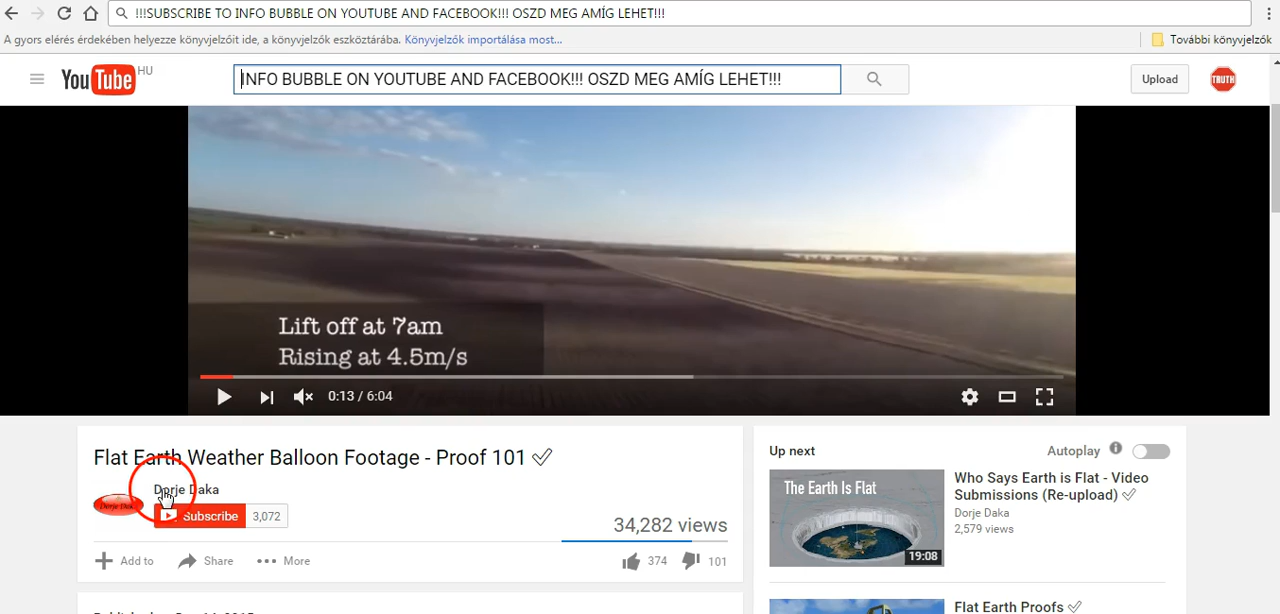 !!!SUBSCRIBE TO INFO BUBBLE ON YOUTUBE AND FACEBOOK!!! OSZD MEG AMÍG LEHET!!!
A gyors elérés érdekében helyezze könyvjelzőit ide, a könyvjelzők eszköztárába. Könyvjelzők importálása most...
További könyvjelzők
YouTube HU
INFO BUBBLE ON YOUTUBE AND FACEBOOK!!! OSZD MEG AMÍG LEHET!!!
Upload
TRUTH
Lift off at 7am
Rising at 4.5m/s
0:13 / 6:04
Flat Earth Weather Balloon Footage - Proof 101
Dorje Daka
Subscribe 3,072
34,282 views
Add to Share More 374 101
Up next
Autoplay
The Earth Is Flat
19:08
Who Says Earth is Flat - Video
Submissions (Re-upload)
Dorje Daka
2,579 views
Flat Earth Proofs